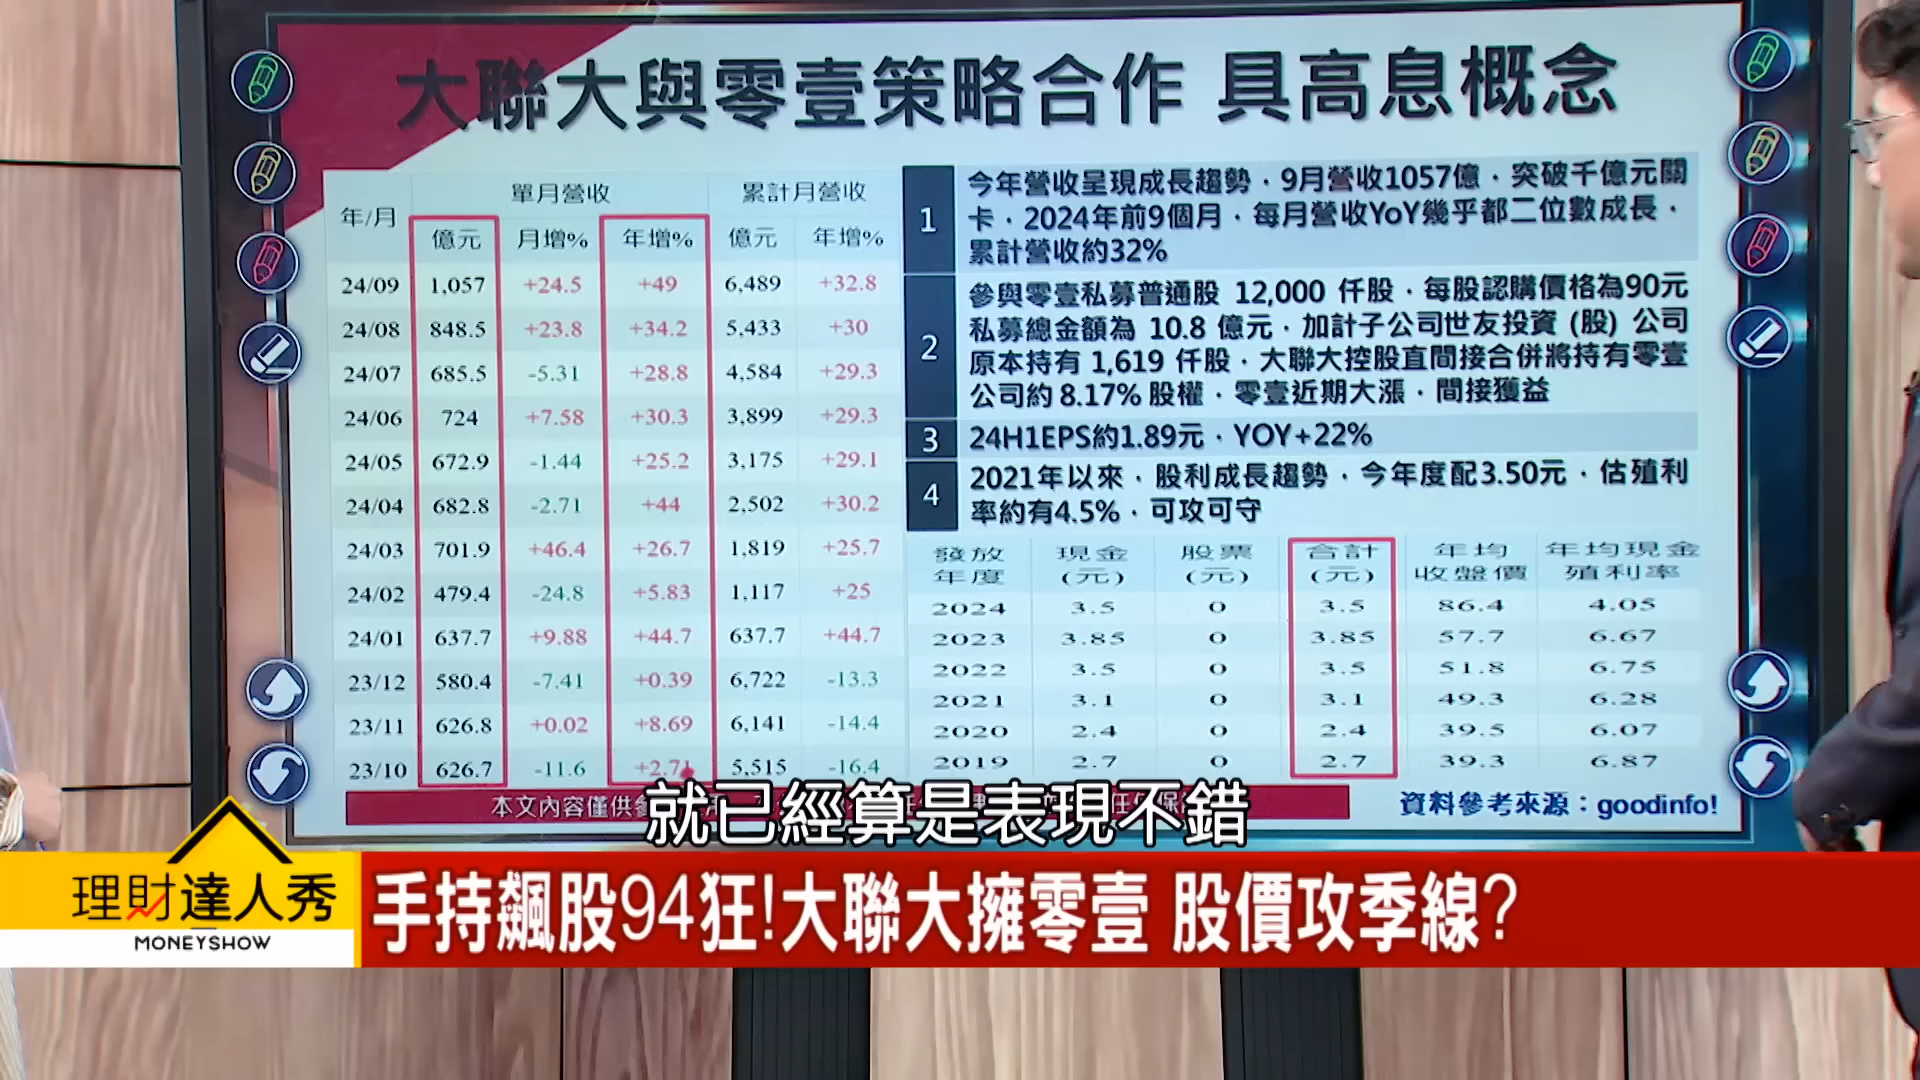 大聯大與零壹策略合作 具高息概念
年/月 單月營收 累計月營收
億元 月增% 年增% 億元 年增%
24/09 1,057 +24.5 +49 6,489 +32.8
24/08 848.5 +23.8 +34.2 5,433 +30
24/07 685.5 -5.31 +28.8 4,584 +29.3
24/06 724 +7.58 +30.3 3,899 +29.3
24/05 672.9 -1.44 +25.2 3,175 +29.1
24/04 682.8 -2.71 +44 2,502 +30.2
24/03 701.9 +46.4 +26.7 1,819 +25.7
24/02 479.4 -24.8 +5.83 1,117 +25
24/01 637.7 +9.88 +44.7 637.7 +44.7
23/12 580.4 -7.41 +0.39 6,722 -13.3
23/11 626.8 +0.02 +8.69 6,141 -14.4
23/10 626.7 -11.6 +2.71 5,515 -16.4
1
今年營收呈現成長趨勢，9月營收1057億，突破千億元關
卡，2024年前9個月，每月營收YoY幾乎都二位數成長，
累計營收約32%
2
參與零壹私募普通股 12,000 仟股，每股認購價格為90元
私募總金額為 10.8 億元，加計子公司世友投資 (股) 公司
原本持有 1,619 仟股，大聯大控股直間接合併將持有零壹
公司約 8.17% 股權，零壹近期大漲，間接獲益
3
24H1EPS約1.89元，YOY+22%
4
2021年以來，股利成長趨勢，今年度配3.50元，估殖利
率約有4.5%，可攻可守
發放 現金 股票 合計 年均 年均現金
年度 (元) (元) (元) 收盤價 殖利率
2024 3.5 0 3.5 86.4 4.05
2023 3.85 0 3.85 57.7 6.67
2022 3.5 0 3.5 51.8 6.75
2021 3.1 0 3.1 49.3 6.28
2020 2.4 0 2.4 39.5 6.07
2019 2.7 0 2.7 39.3 6.87
本文內容僅供
資料參考來源：goodinfo!
就已經算是表現不錯
理財達人秀
MONEYSHOW
手持飆股94狂!大聯大擁零壹 股價攻季線?